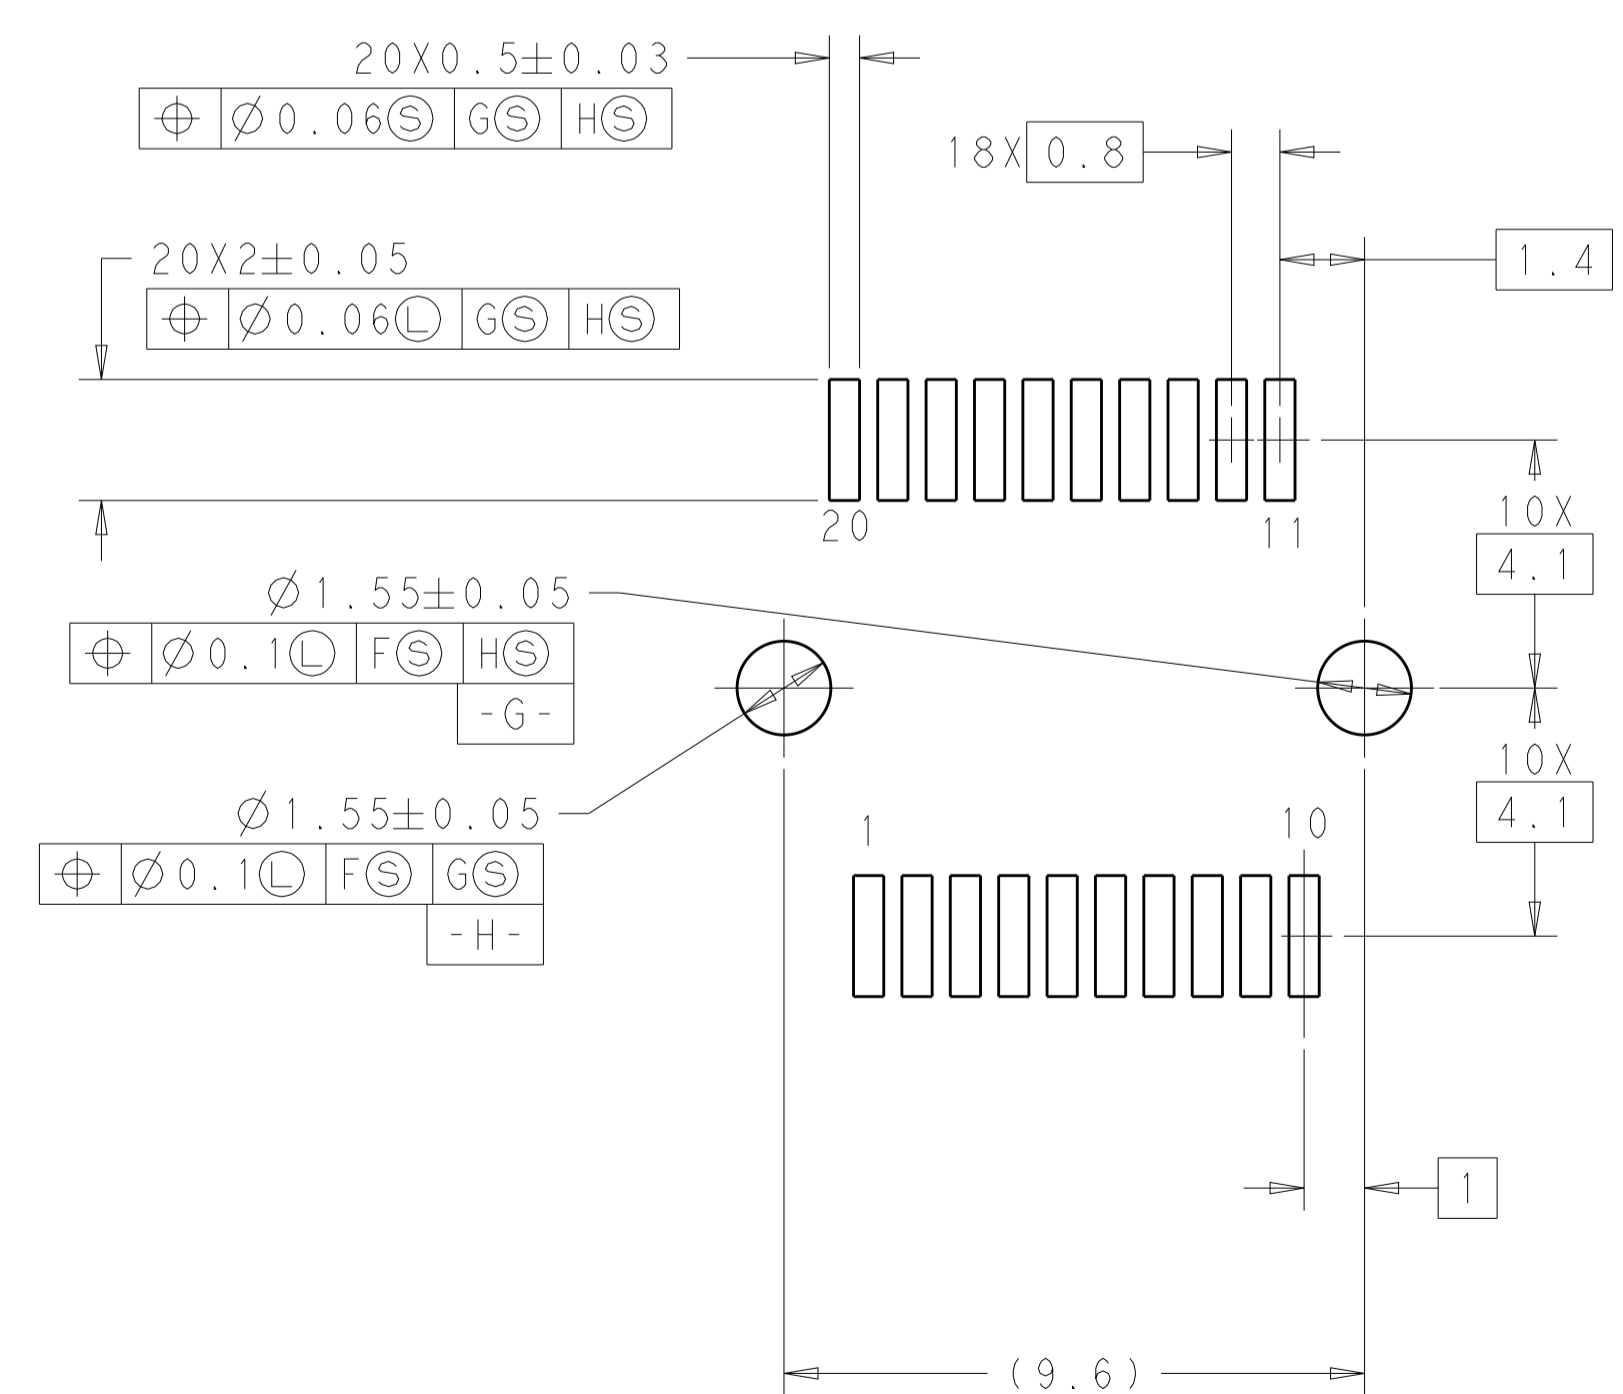 20X0.5±0.03
⌖ Ø0.06Ⓢ GⓈ HⓈ
18X 0.8
1.4
20X2±0.05
⌖ Ø0.06Ⓛ GⓈ HⓈ
20
11
10X
4.1
Ø1.55±0.05
⌖ Ø0.1Ⓛ FⓈ HⓈ
-G-
10X
4.1
Ø1.55±0.05
⌖ Ø0.1Ⓛ FⓈ GⓈ
-H-
1
10
1
(9.6)